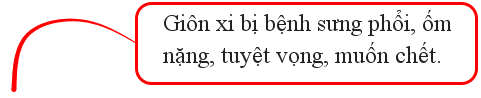 Giôn xi bị bệnh sưng phổi, ốm
nặng, tuyệt vọng, muốn chết.